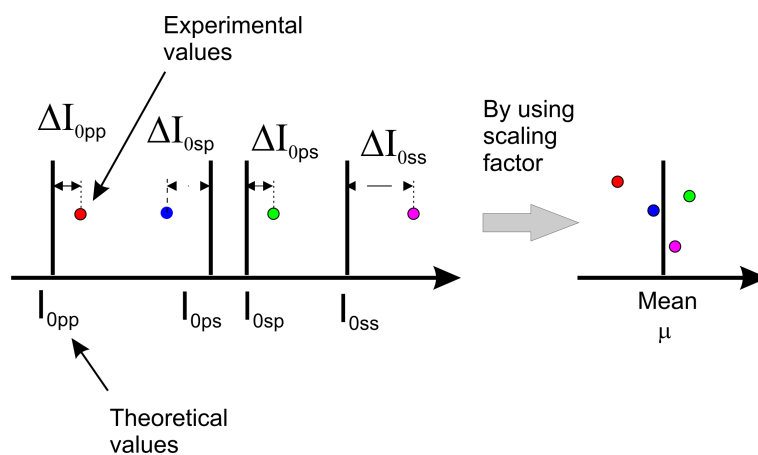 Experimental
values
ΔI0pp
ΔI0sp
ΔI0ps
ΔI0ss
By using
scaling
factor
I0pp
I0ps
I0sp
I0ss
Mean
μ
Theoretical
values